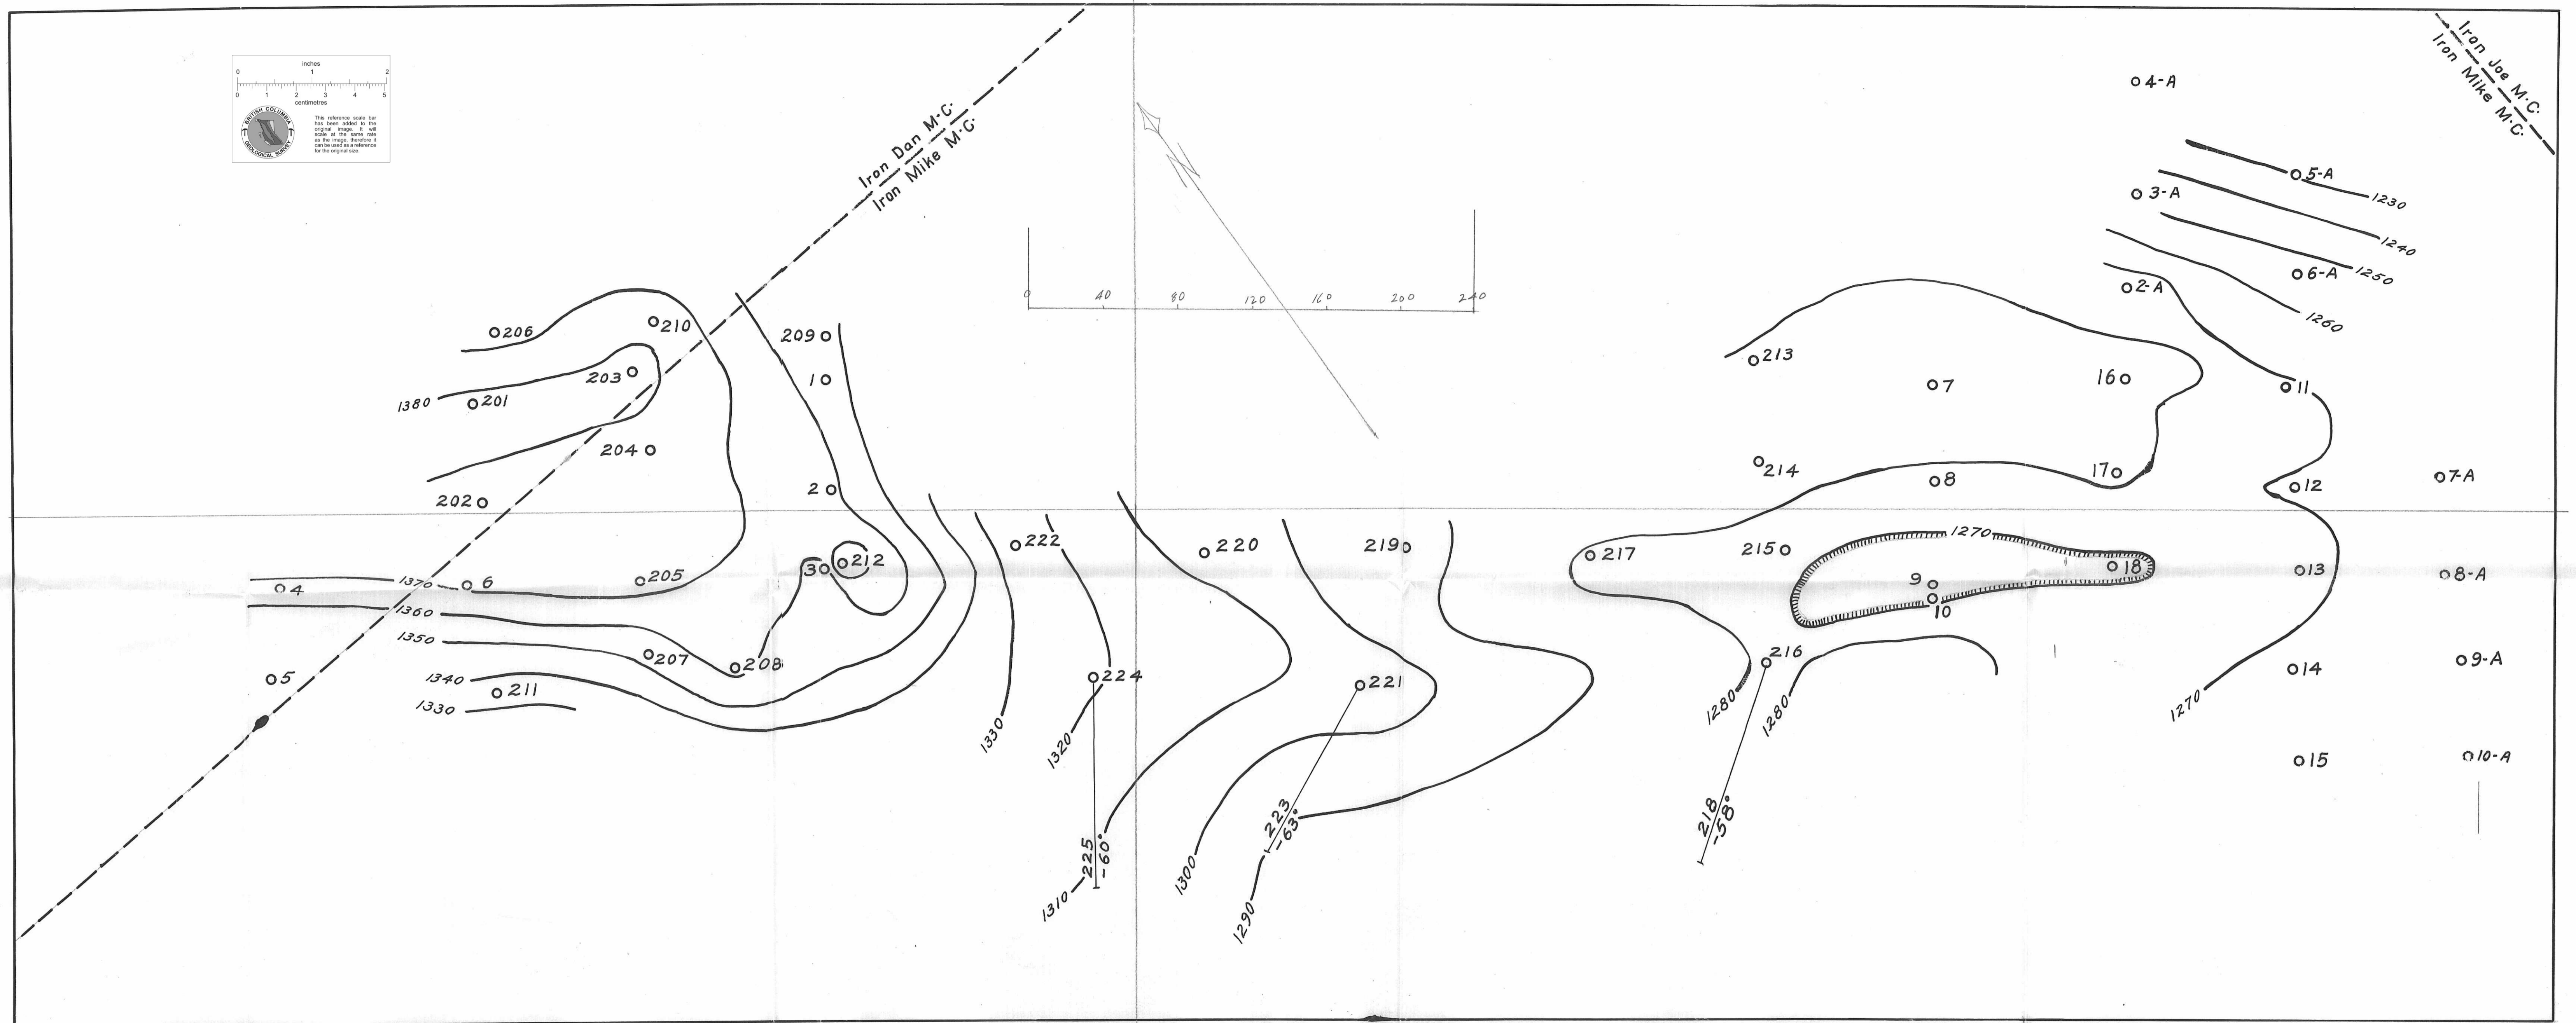 inches
0 1 2
0 1 2 3 4 5
centimetres
BRITISH COLUMBIA
GEOLOGICAL SURVEY
This reference scale bar
has been added to the
original image. It will
scale at the same rate
as the image, therefore it
can be used as a reference
for the original size.
Iron Dan M.C.
Iron Mike M.C.
Iron Joe M.C.
Iron Mike M.C.
4-A
5-A
3-A
1230
1240
N
6-A
1250
2-A
0 40 80 120 160 200 240
1260
206
210
209
213
203
1
7
16
11
1380
201
204
214
17
8
7-A
202
2
12
1270
222
220
219
217
215
3
212
18
13
8-A
1370
6
205
9
4
1360
10
1350
207
208
216
14
9-A
5
1340
211
224
221
1330
1280
1280
1270
1330
1320
15
10-A
218
-58°
223
-63°
225
-60°
1300
1310
1290